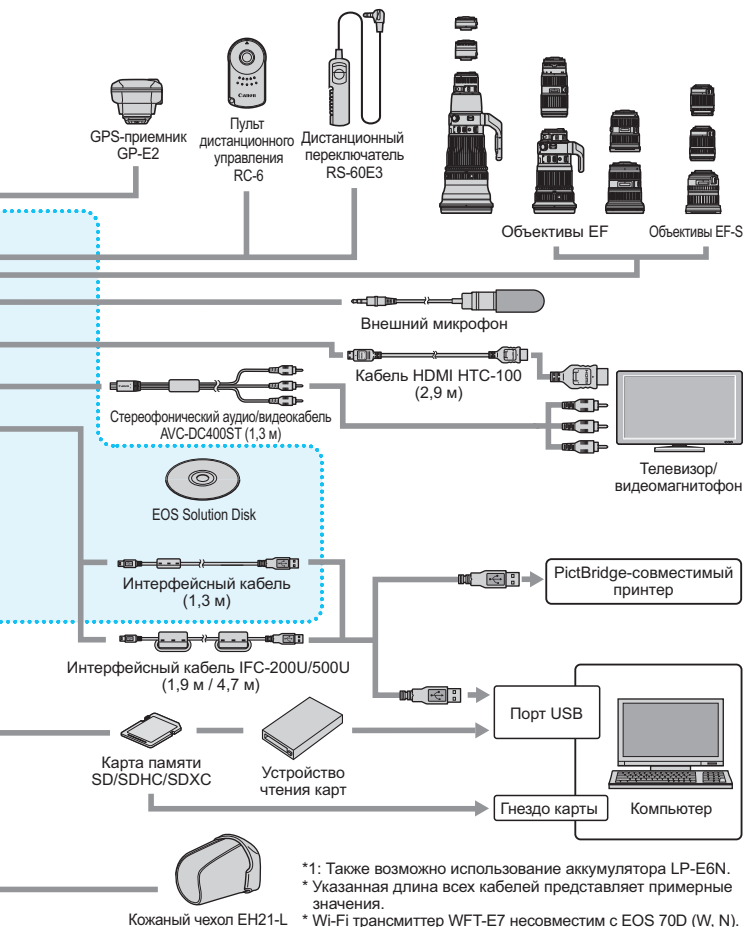 Canon
GPS-приемник
GP-E2
Пульт
дистанционного
управления
RC-6
Дистанционный
переключатель
RS-60E3
Объективы EF
Объективы EF-S
Внешний микрофон
Кабель HDMI HTC-100
(2,9 м)
Стереофонический аудио/видеокабель
AVC-DC400ST (1,3 м)
Телевизор/
видеомагнитофон
EOS Solution Disk
Интерфейсный кабель
(1,3 м)
PictBridge-совместимый
принтер
Интерфейсный кабель IFC-200U/500U
(1,9 м / 4,7 м)
Порт USB
Карта памяти
SD/SDHC/SDXC
Устройство
чтения карт
Гнездо карты
Компьютер
Кожаный чехол EH21-L
*1: Также возможно использование аккумулятора LP-E6N.
* Указанная длина всех кабелей представляет примерные
значения.
* Wi-Fi трансмиттер WFT-E7 несовместим с EOS 70D (W, N).